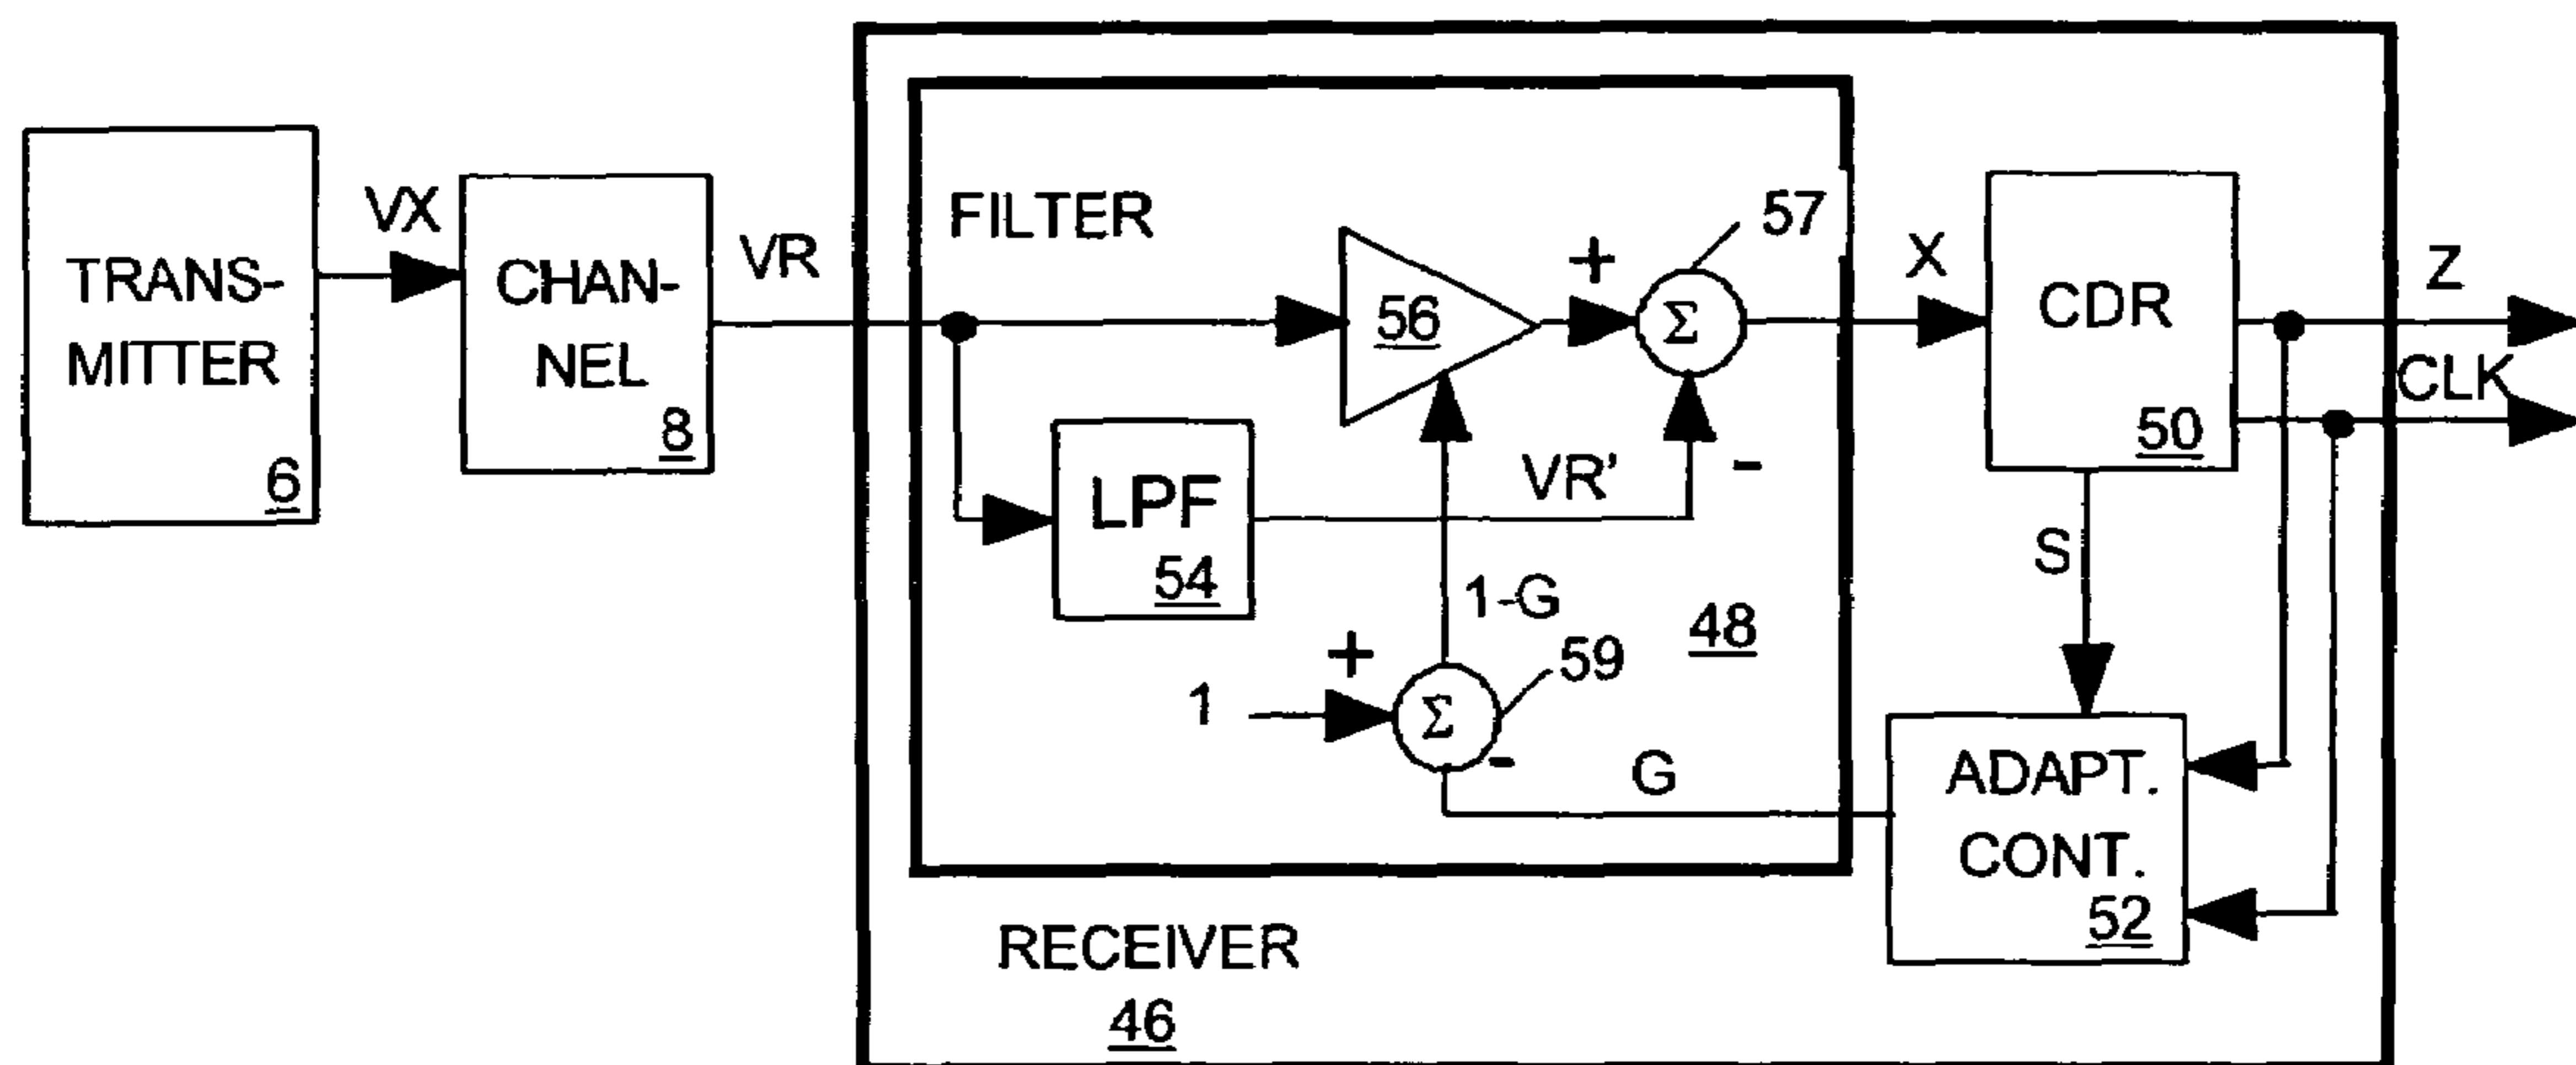 TRANS-
MITTER
6
VX
CHAN-
NEL
8
VR
FILTER
56
+
57
Σ
-
LPF
54
VR'
1-G
48
59
+
1
Σ
-
G
X
CDR
50
Z
CLK
S
ADAPT.
CONT.
52
RECEIVER
46